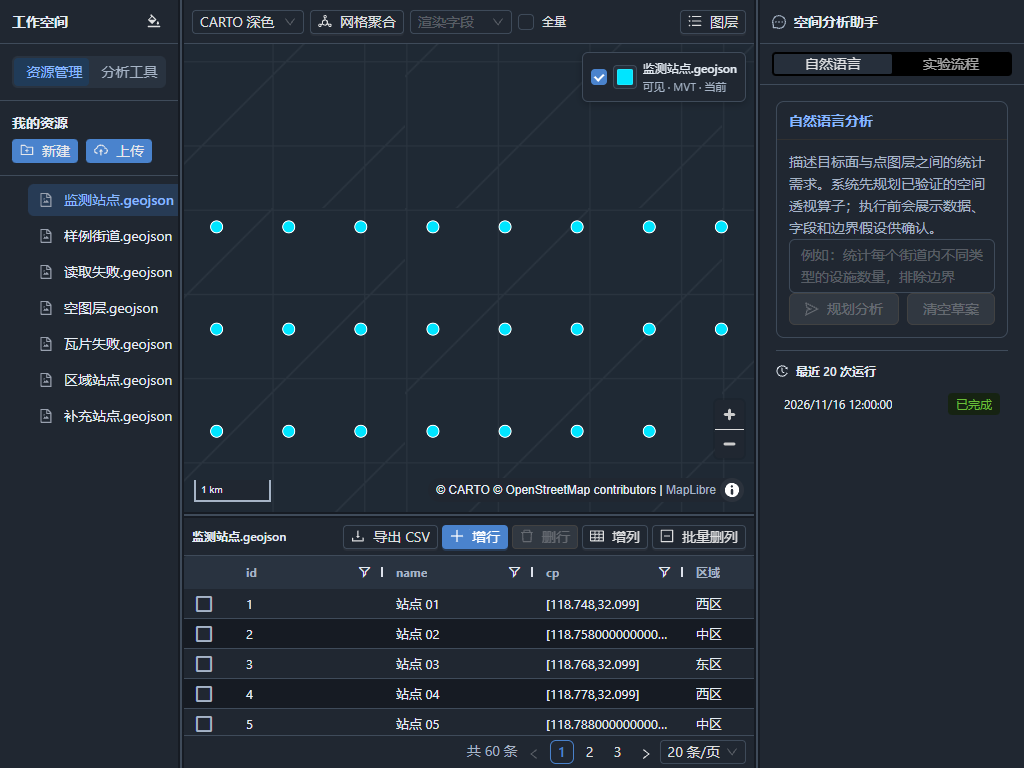 工作空间
资源管理 分析工具
我的资源
新建 上传
监测站点.geojson
样例街道.geojson
读取失败.geojson
空图层.geojson
瓦片失败.geojson
区域站点.geojson
补充站点.geojson
CARTO 深色 网格聚合 渲染字段 全量 图层
监测站点.geojson
可见 · MVT · 当前
1 km
© CARTO © OpenStreetMap contributors | MapLibre
监测站点.geojson 导出 CSV 增行 删行 增列 批量删列
id name cp 区域
1 站点 01 [118.748,32.099] 西区
2 站点 02 [118.758000000000... 中区
3 站点 03 [118.768,32.099] 东区
4 站点 04 [118.778,32.099] 西区
5 站点 05 [118.788000000000... 中区
共 60 条 < 1 2 3 > 20 条/页
空间分析助手
自然语言 实验流程
自然语言分析
描述目标面与点图层之间的统计
需求。系统先规划已验证的空间
透视算子；执行前会展示数据、
字段和边界假设供确认。
例如：统计每个街道内不同类
型的设施数量，排除边界
规划分析 清空草案
最近 20 次运行
2026/11/16 12:00:00 已完成